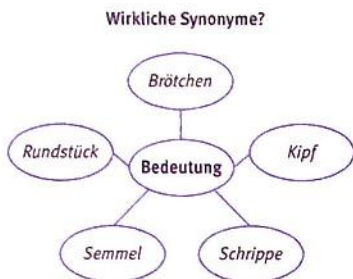 Wirkliche Synonyme?
Brötchen
Rundstück
Bedeutung
Kipf
Semmel
Schrippe